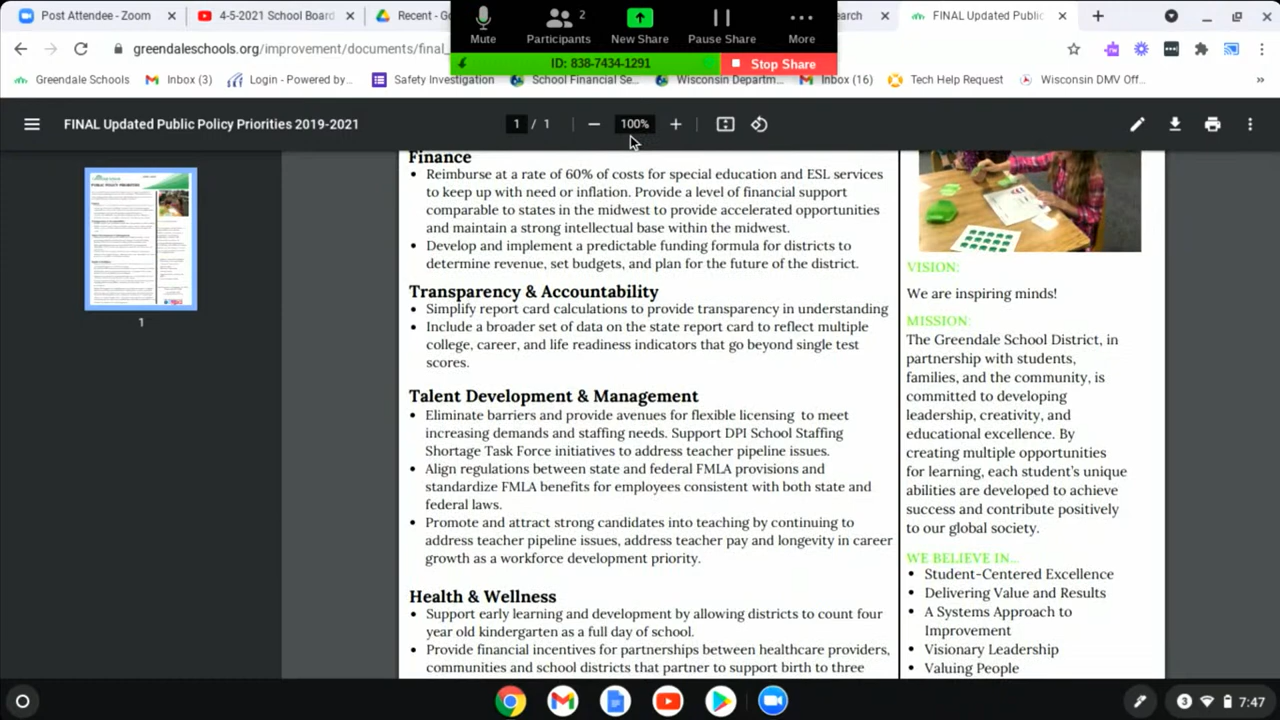 Post Attendee - Zoom
4-5-2021 School Board
Recent - Go
earch
FINAL Updated Public
Mute
Participants
2
New Share
Pause Share
More
greendaleschools.org/improvement/documents/final_
ID: 838-7434-1291
Stop Share
Greendale Schools
Inbox (3)
Login - Powered by...
Safety Investigation
School Financial Se...
Wisconsin Departm...
Inbox (16)
Tech Help Request
Wisconsin DMV Off...
»
FINAL Updated Public Policy Priorities 2019-2021
1 / 1
100%
1
Finance
• Reimburse at a rate of 60% of costs for special education and ESL services
to keep up with need or inflation. Provide a level of financial support
comparable to states in the midwest to provide accelerated opportunities
and maintain a strong intellectual base within the midwest.
• Develop and implement a predictable funding formula for districts to
determine revenue, set budgets, and plan for the future of the district.
Transparency & Accountability
• Simplify report card calculations to provide transparency in understanding
• Include a broader set of data on the state report card to reflect multiple
college, career, and life readiness indicators that go beyond single test
scores.
Talent Development & Management
• Eliminate barriers and provide avenues for flexible licensing to meet
increasing demands and staffing needs. Support DPI School Staffing
Shortage Task Force initiatives to address teacher pipeline issues.
• Align regulations between state and federal FMLA provisions and
standardize FMLA benefits for employees consistent with both state and
federal laws.
• Promote and attract strong candidates into teaching by continuing to
address teacher pipeline issues, address teacher pay and longevity in career
growth as a workforce development priority.
Health & Wellness
• Support early learning and development by allowing districts to count four
year old kindergarten as a full day of school.
• Provide financial incentives for partnerships between healthcare providers,
communities and school districts that partner to support birth to three
VISION:
We are inspiring minds!
MISSION:
The Greendale School District, in
partnership with students,
families, and the community, is
committed to developing
leadership, creativity, and
educational excellence. By
creating multiple opportunities
for learning, each student's unique
abilities are developed to achieve
success and contribute positively
to our global society.
WE BELIEVE IN...
• Student-Centered Excellence
• Delivering Value and Results
• A Systems Approach to
Improvement
• Visionary Leadership
• Valuing People
3
7:47